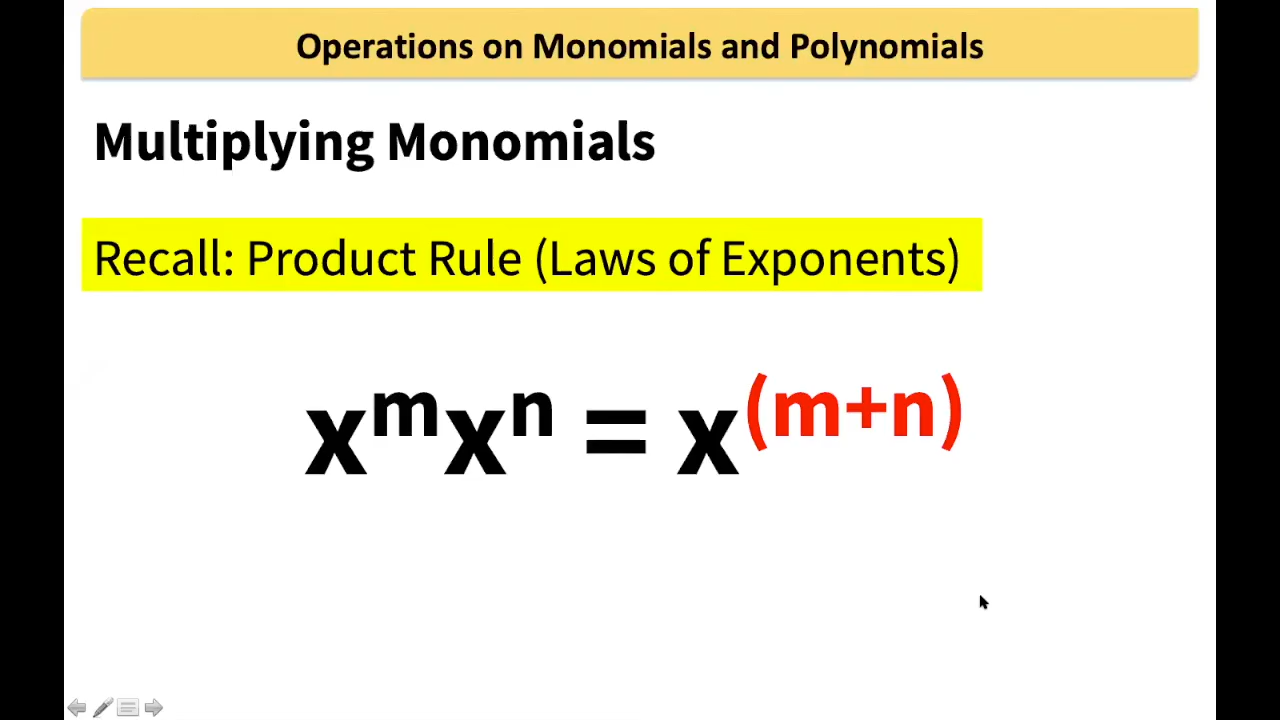 Operations on Monomials and Polynomials
Multiplying Monomials
Recall: Product Rule (Laws of Exponents)
xᵐxⁿ = x⁽ᵐ⁺ⁿ⁾